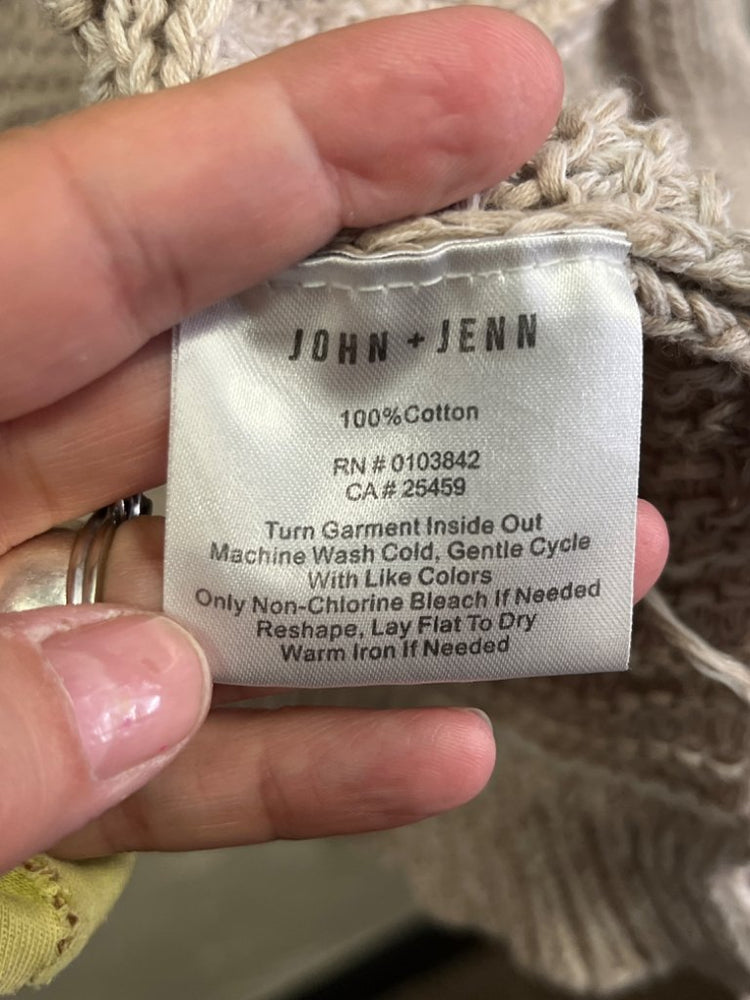 JOHN + JENN
100%Cotton
RN # 0103842
CA# 25459
Turn Garment Inside Out
Machine Wash Cold, Gentle Cycle
With Like Colors
Only Non-Chlorine Bleach If Needed
Reshape, Lay Flat To Dry
Warm Iron If Needed